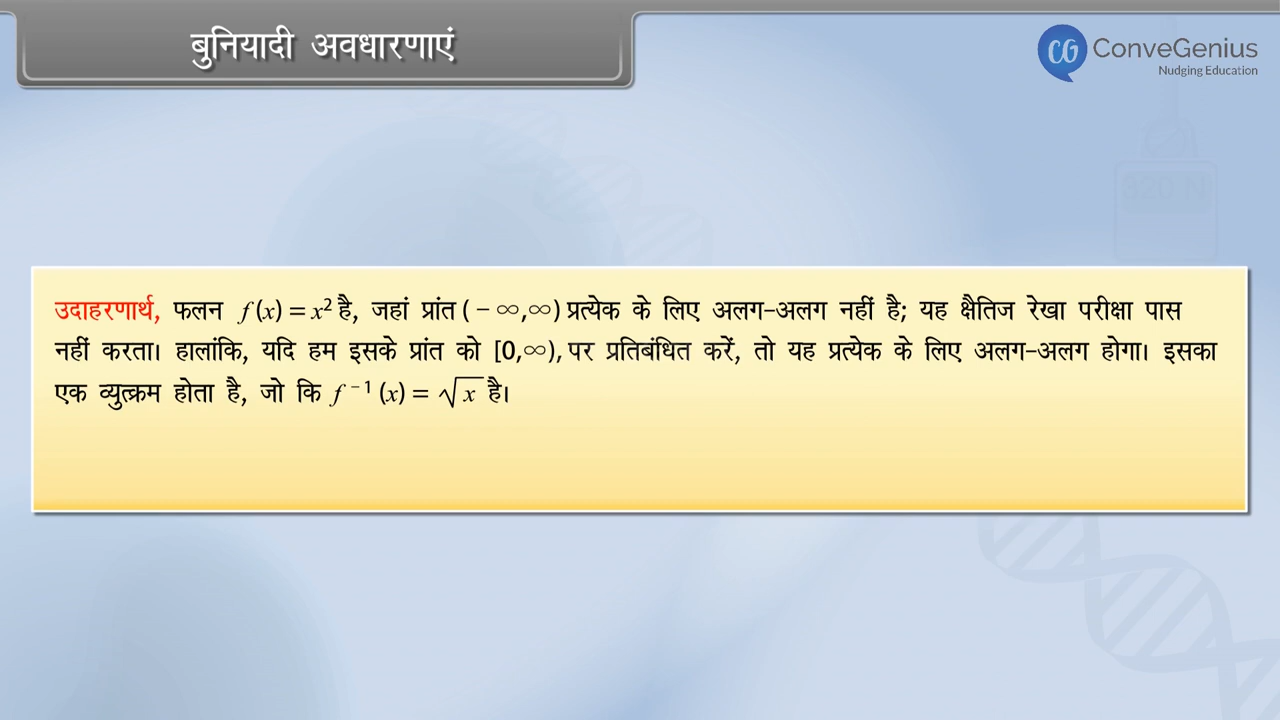 बुनियादी अवधारणाएं
CG ConveGenius
Nudging Education
उदाहरणार्थ, फलन f(x) = x² है, जहां प्रांत (−∞,∞) प्रत्येक के लिए अलग-अलग नहीं है; यह क्षैतिज रेखा परीक्षा पास
नहीं करता। हालांकि, यदि हम इसके प्रांत को [0,∞), पर प्रतिबंधित करें, तो यह प्रत्येक के लिए अलग-अलग होगा। इसका
एक व्युत्क्रम होता है, जो कि f⁻¹(x) = √x है।